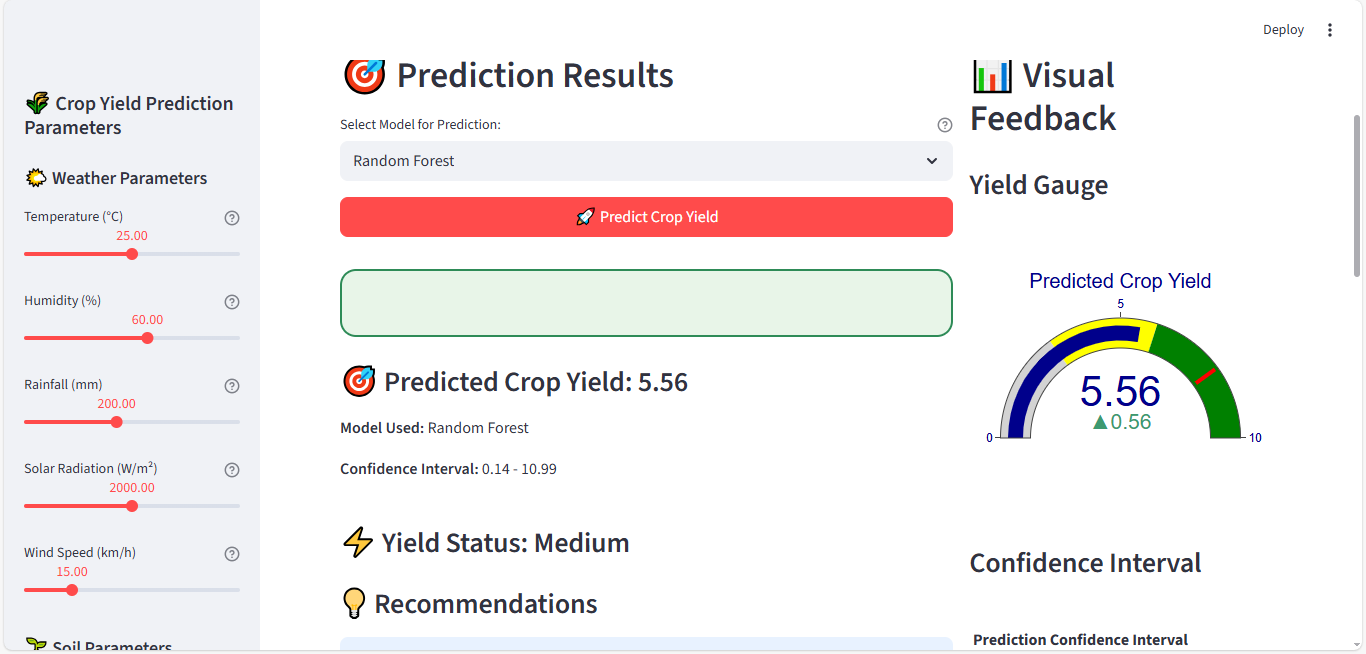 Deploy
Crop Yield Prediction
Parameters
Weather Parameters
Temperature (°C)
25.00
Humidity (%)
60.00
Rainfall (mm)
200.00
Solar Radiation (W/m²)
2000.00
Wind Speed (km/h)
15.00
Soil Parameters
Prediction Results
Select Model for Prediction:
Random Forest
Predict Crop Yield
Predicted Crop Yield: 5.56
Model Used: Random Forest
Confidence Interval: 0.14 - 10.99
Yield Status: Medium
Recommendations
Visual
Feedback
Yield Gauge
Predicted Crop Yield
5
5.56
▲0.56
0
10
Confidence Interval
Prediction Confidence Interval